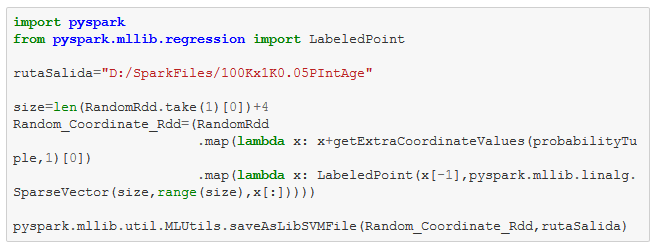 import pyspark
from pyspark.mllib.regression import LabeledPoint
rutaSalida="D:/SparkFiles/100Kx1K0.05PIntAge"
size=len(RandomRdd.take(1)[0])+4
Random_Coordinate_Rdd=(RandomRdd
.map(lambda x: x+getExtraCoordinateValues(probabilityTu
ple,1)[0])
.map(lambda x: LabeledPoint(x[-1],pyspark.mllib.linalg.
SparseVector(size,range(size),x[:]))))
pyspark.mllib.util.MLUtils.saveAsLibSVMFile(Random_Coordinate_Rdd,rutaSalida)